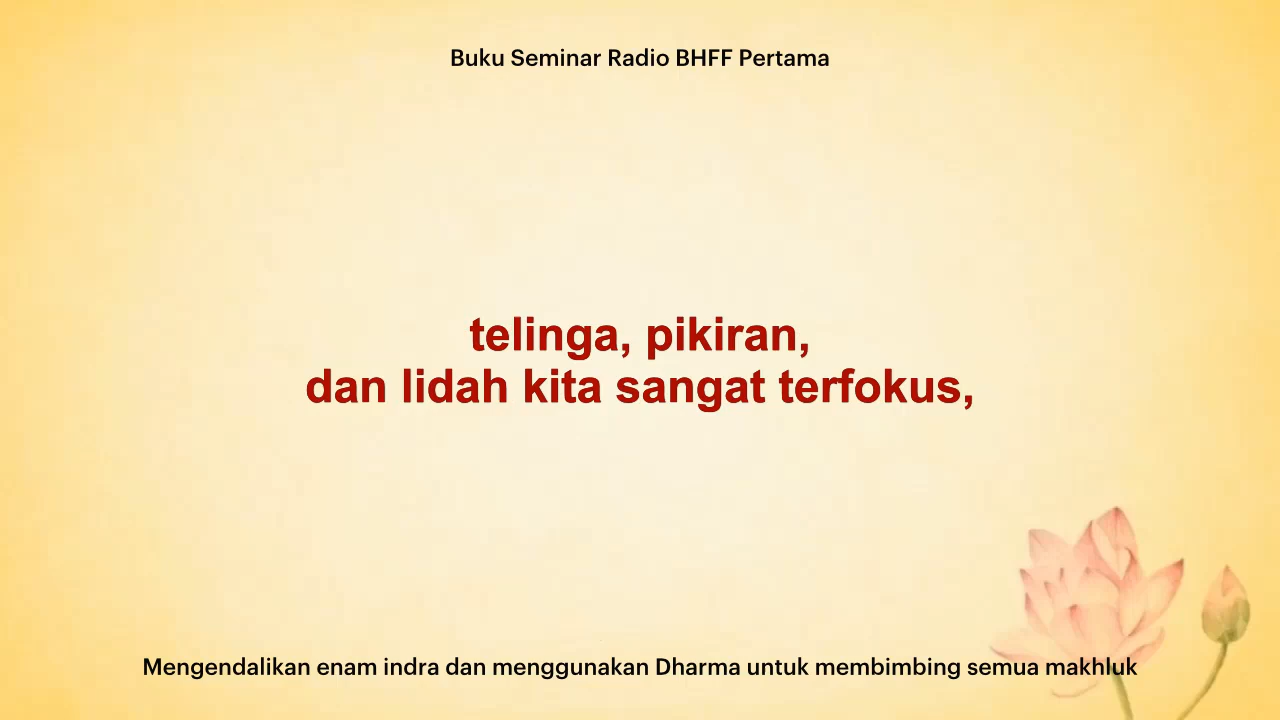 Buku Seminar Radio BHFF Pertama
telinga, pikiran,
dan lidah kita sangat terfokus,
Mengendalikan enam indra dan menggunakan Dharma untuk membimbing semua makhluk